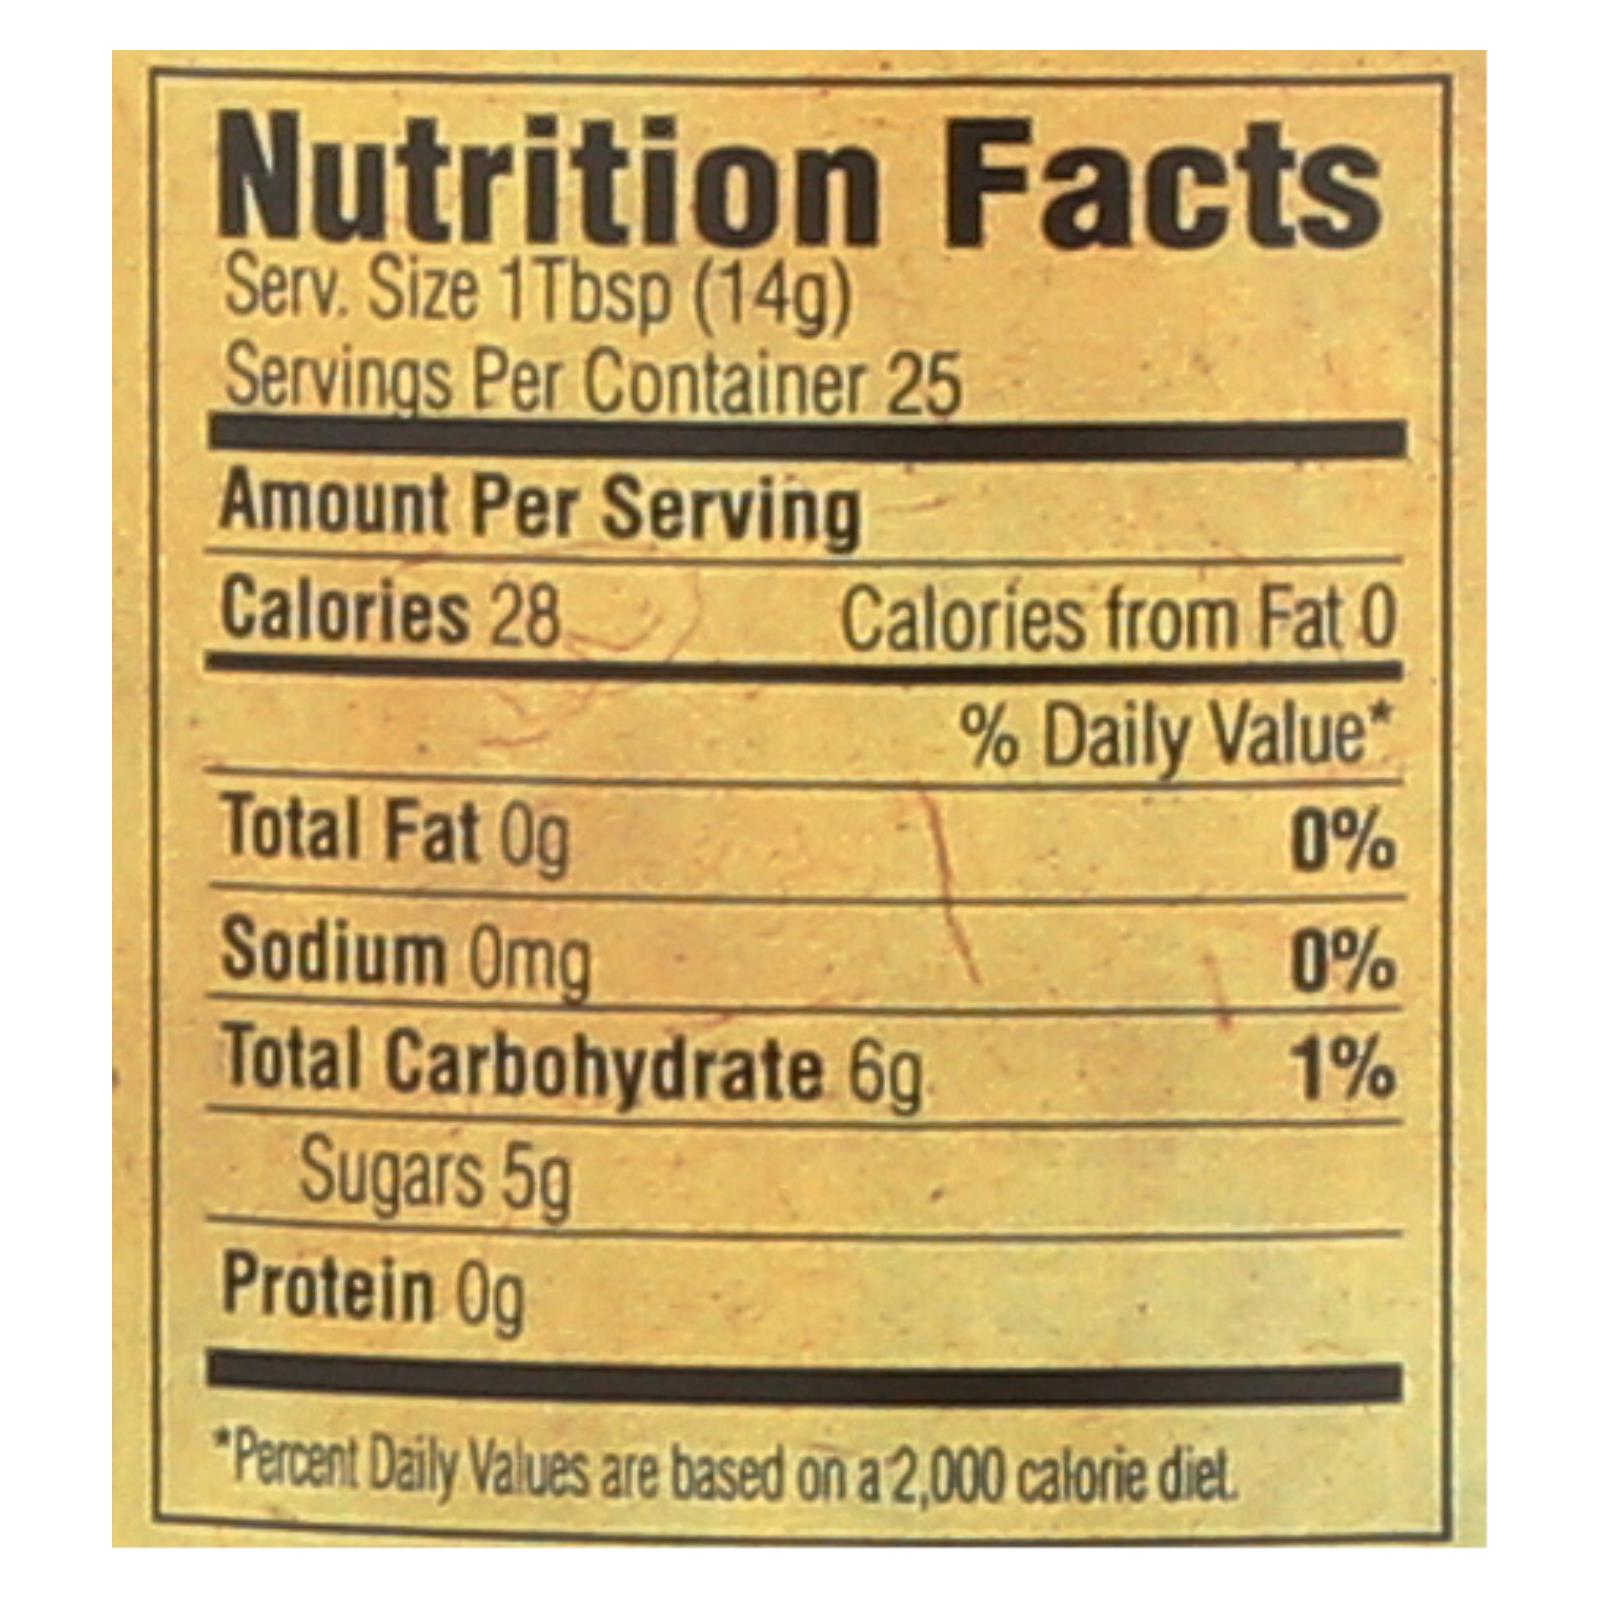 Nutrition Facts
Serv. Size 1Tbsp (14g)
Servings Per Container 25
Amount Per Serving
Calories 28 Calories from Fat 0
% Daily Value*
Total Fat 0g 0%
Sodium 0mg 0%
Total Carbohydrate 6g 1%
Sugars 5g
Protein 0g
*Percent Daily Values are based on a 2,000 calorie diet.